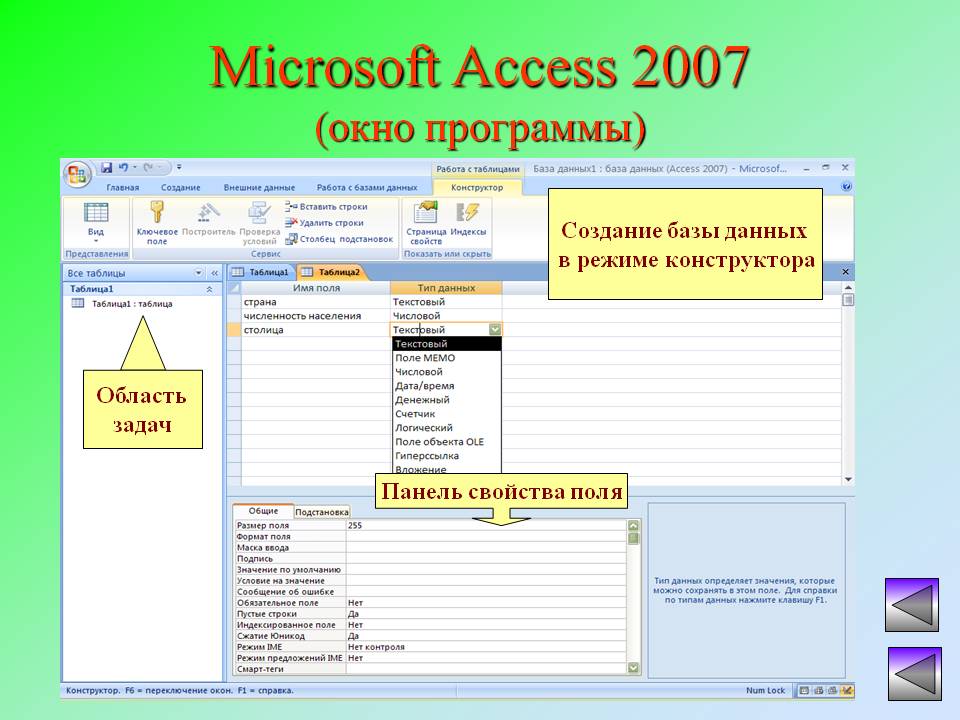 Microsoft Access 2007
(окно программы)
Работа с таблицами
База данных1 : база данных (Access 2007) - Microsof...
Главная
Создание
Внешние данные
Работа с базами данных
Конструктор
Вид
Ключевое поле
Построитель
Проверка условий
Вставить строки
Удалить строки
Столбец подстановок
Страница свойств
Индексы
Представления
Сервис
Показать или скрыть
Создание базы данных
в режиме конструктора
Все таблицы
Таблица1
Таблица1 : таблица
Область
задач
Таблица1
Таблица2
Имя поля
Тип данных
страна
Текстовый
численность населения
Числовой
столица
Текстовый
Текстовый
Поле МЕМО
Числовой
Дата/время
Денежный
Счетчик
Логический
Поле объекта OLE
Гиперссылка
Вложение
Панель свойства поля
Общие
Подстановка
Размер поля 255
Формат поля
Маска ввода
Подпись
Значение по умолчанию
Условие на значение
Сообщение об ошибке
Обязательное поле Нет
Пустые строки Да
Индексированное поле Нет
Сжатие Юникод Да
Режим IME Нет контроля
Режим предложений IME Нет
Смарт-теги
Тип данных определяет значения, которые
можно сохранять в этом поле. Для справки
по типам данных нажмите клавишу F1.
Конструктор. F6 = переключение окон. F1 = справка.
Num Lock